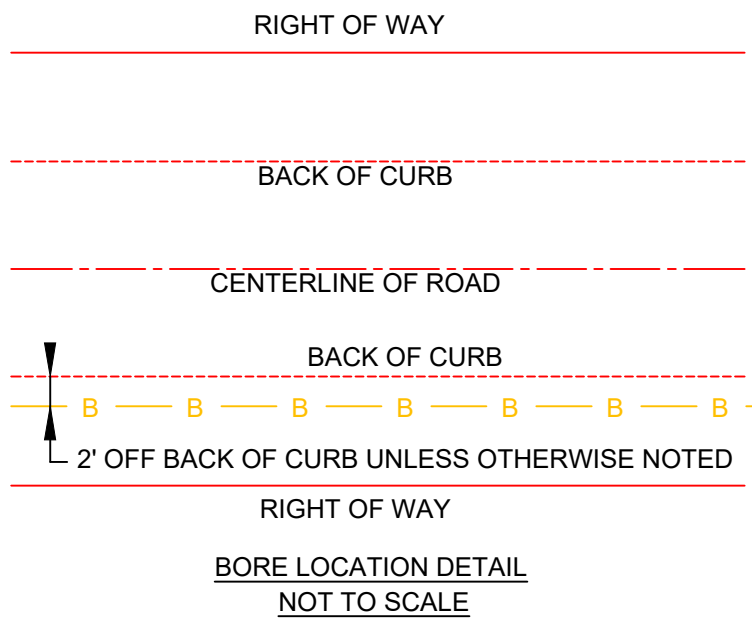 RIGHT OF WAY
BACK OF CURB
CENTERLINE OF ROAD
BACK OF CURB
B B B B B B B
2' OFF BACK OF CURB UNLESS OTHERWISE NOTED
RIGHT OF WAY
BORE LOCATION DETAIL
NOT TO SCALE